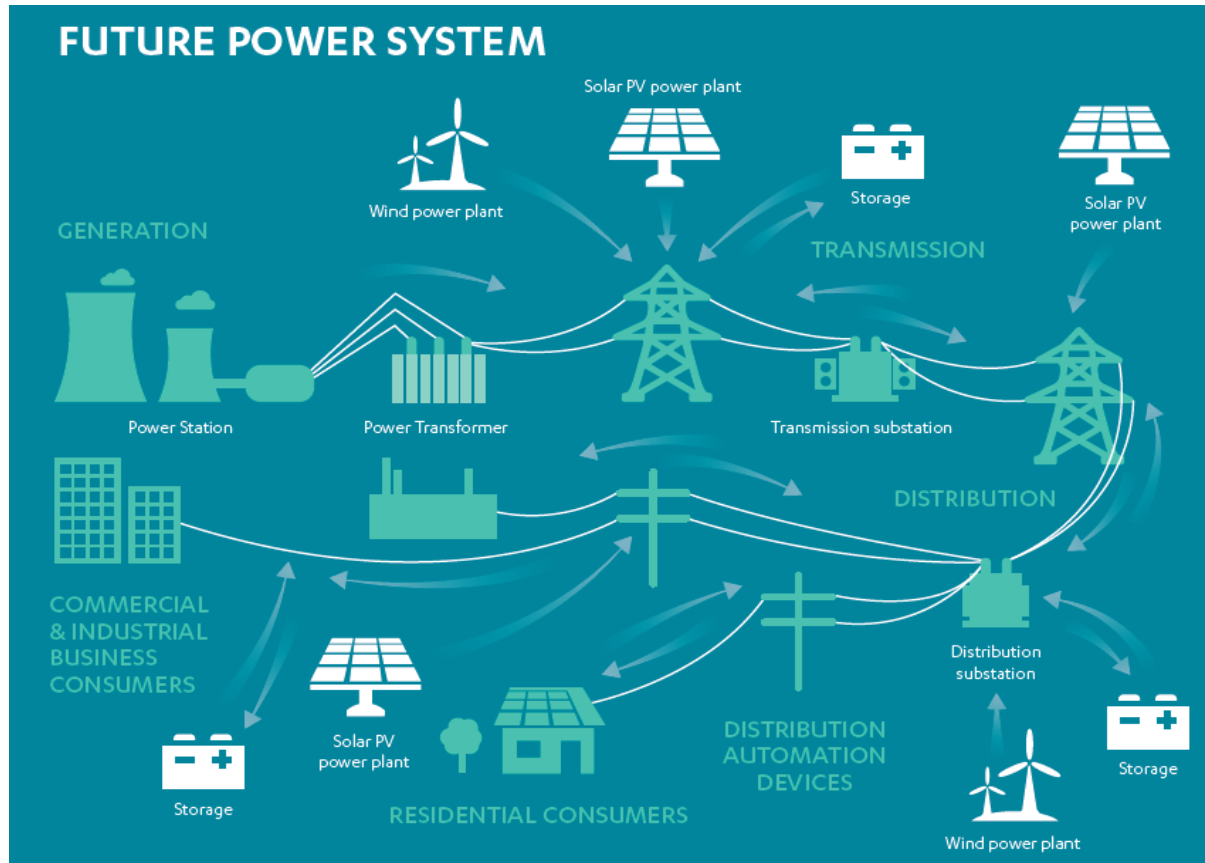 FUTURE POWER SYSTEM
Solar PV power plant
Wind power plant
Storage
Solar PV
power plant
GENERATION
TRANSMISSION
Power Station
Power Transformer
Transmission substation
DISTRIBUTION
COMMERCIAL
& INDUSTRIAL
BUSINESS
CONSUMERS
Distribution
substation
Solar PV
power plant
Storage
RESIDENTIAL CONSUMERS
DISTRIBUTION
AUTOMATION
DEVICES
Storage
Wind power plant